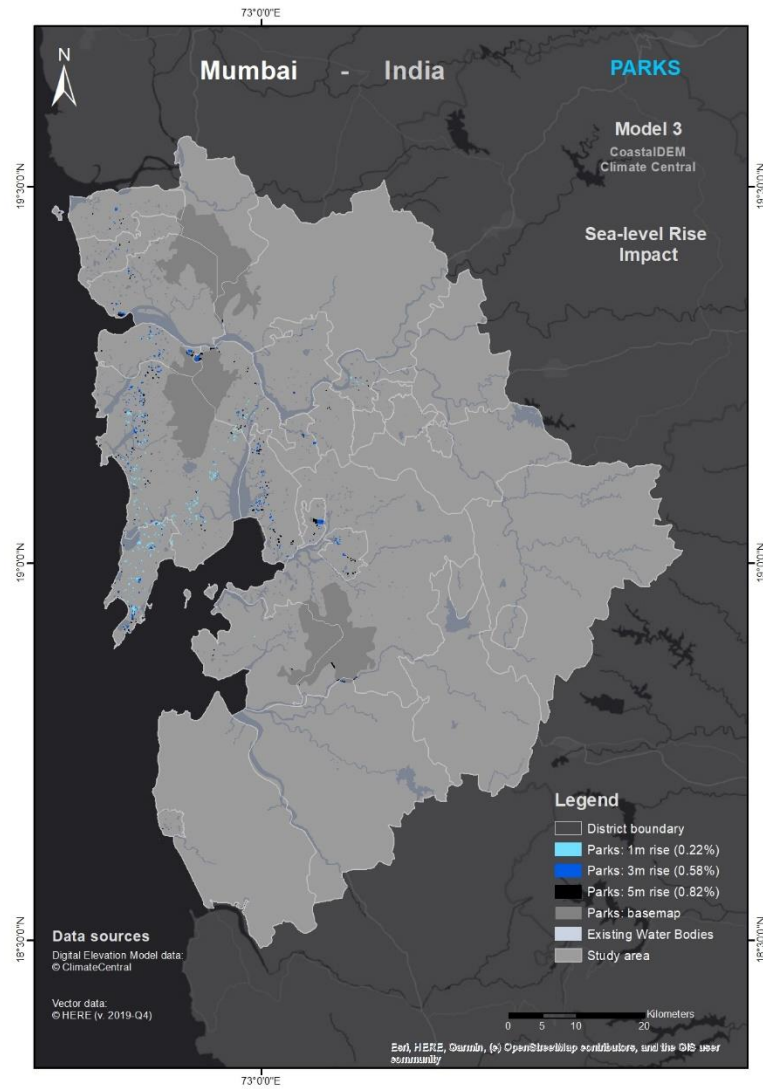 73°0'0"E
N
Mumbai - India
PARKS
Model 3
CoastalDEM
Climate Central
Sea-level Rise
Impact
19°30'0"N
19°30'0"N
19°0'0"N
19°0'0"N
18°30'0"N
18°30'0"N
Legend
District boundary
Parks: 1m rise (0.22%)
Parks: 3m rise (0.58%)
Parks: 5m rise (0.82%)
Parks: basemap
Existing Water Bodies
Study area
Data sources
Digital Elevation Model data:
© ClimateCentral
Vector data:
© HERE (v. 2019-Q4)
Kilometers
0 5 10 20
Esri, HERE, Garmin, (c) OpenStreetMap contributors, and the GIS user
community
73°0'0"E